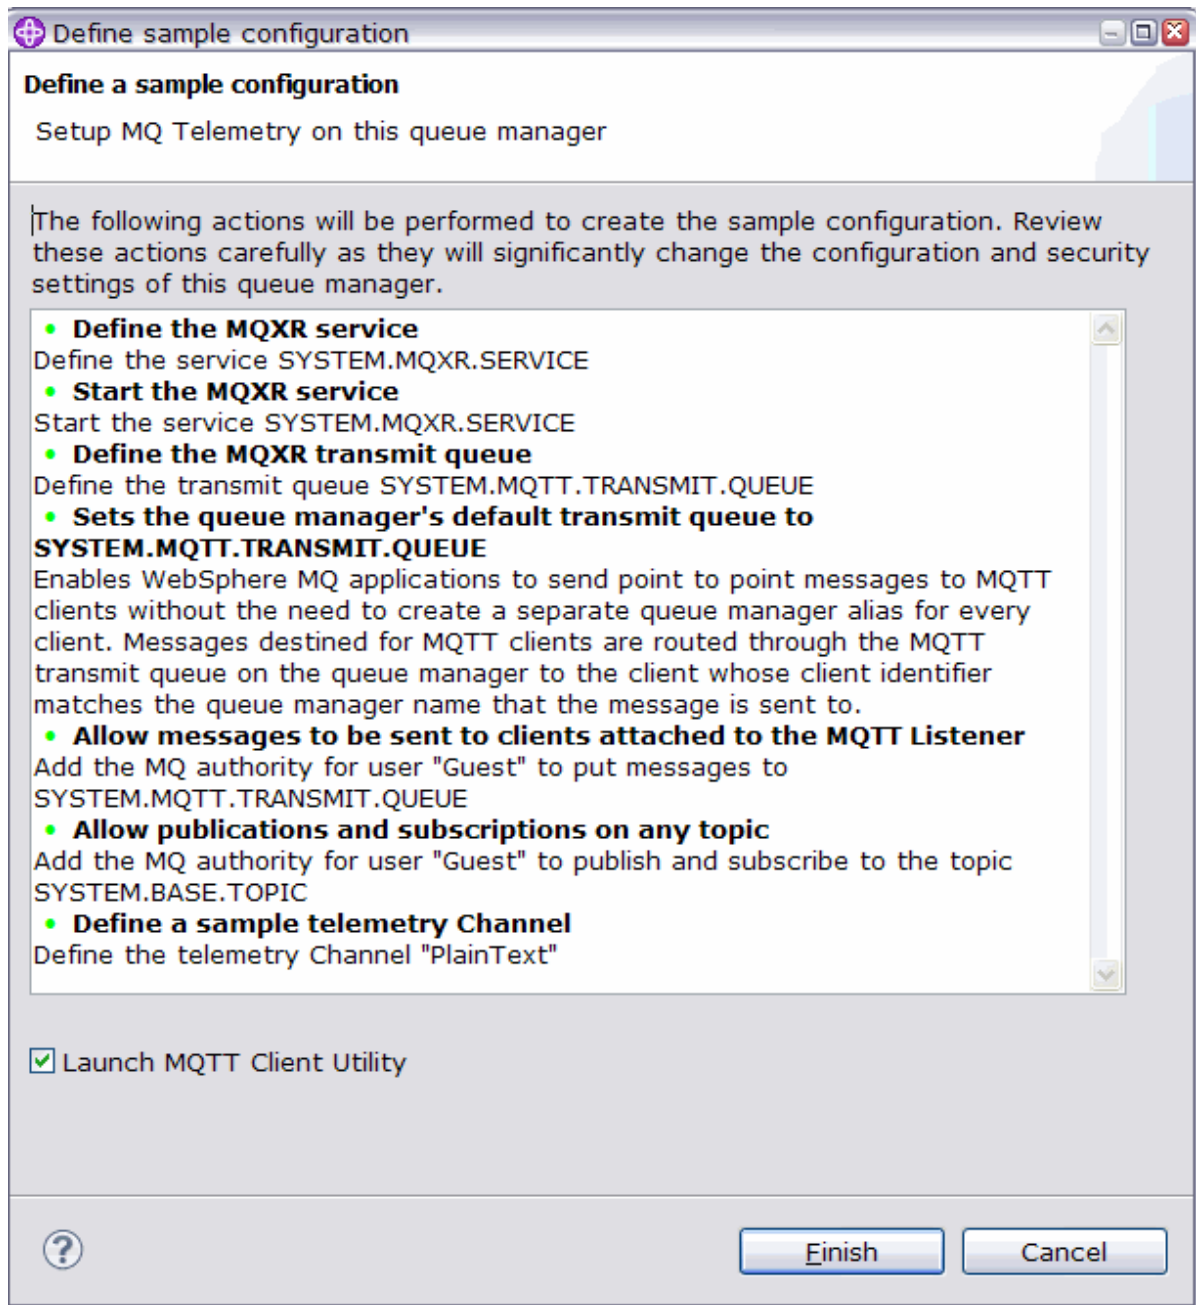 Define sample configuration
Define a sample configuration
Setup MQ Telemetry on this queue manager
The following actions will be performed to create the sample configuration. Review
these actions carefully as they will significantly change the configuration and security
settings of this queue manager.
• Define the MQXR service
Define the service SYSTEM.MQXR.SERVICE
• Start the MQXR service
Start the service SYSTEM.MQXR.SERVICE
• Define the MQXR transmit queue
Define the transmit queue SYSTEM.MQTT.TRANSMIT.QUEUE
• Sets the queue manager's default transmit queue to
SYSTEM.MQTT.TRANSMIT.QUEUE
Enables WebSphere MQ applications to send point to point messages to MQTT
clients without the need to create a separate queue manager alias for every
client. Messages destined for MQTT clients are routed through the MQTT
transmit queue on the queue manager to the client whose client identifier
matches the queue manager name that the message is sent to.
• Allow messages to be sent to clients attached to the MQTT Listener
Add the MQ authority for user "Guest" to put messages to
SYSTEM.MQTT.TRANSMIT.QUEUE
• Allow publications and subscriptions on any topic
Add the MQ authority for user "Guest" to publish and subscribe to the topic
SYSTEM.BASE.TOPIC
• Define a sample telemetry Channel
Define the telemetry Channel "PlainText"
Launch MQTT Client Utility
?
Finish
Cancel